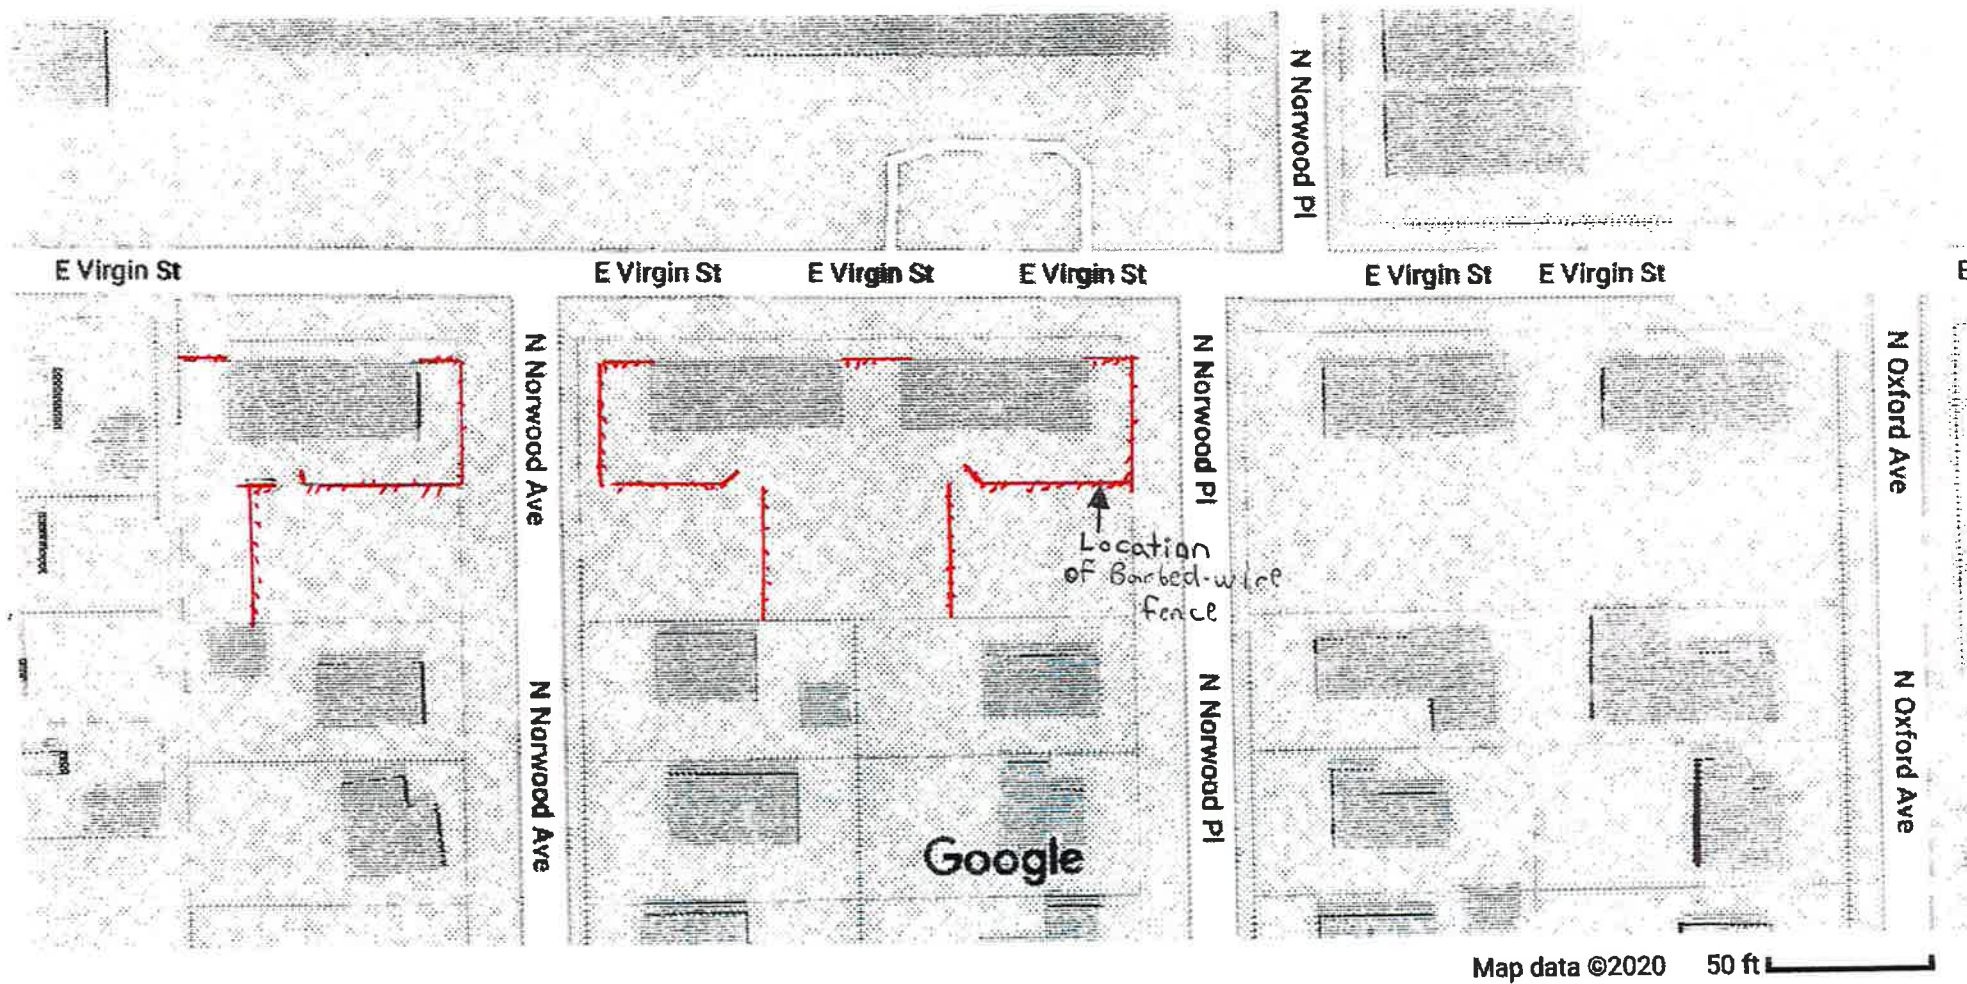 N Norwood Pl
E Virgin St
E Virgin St
E Virgin St
E Virgin St
E Virgin St
E Virgin St
E
N Norwood Ave
N Norwood Pl
N Oxford Ave
Location
of Barbed-wire
fence
N Norwood Ave
N Norwood Pl
N Oxford Ave
Google
Map data ©2020 50 ft